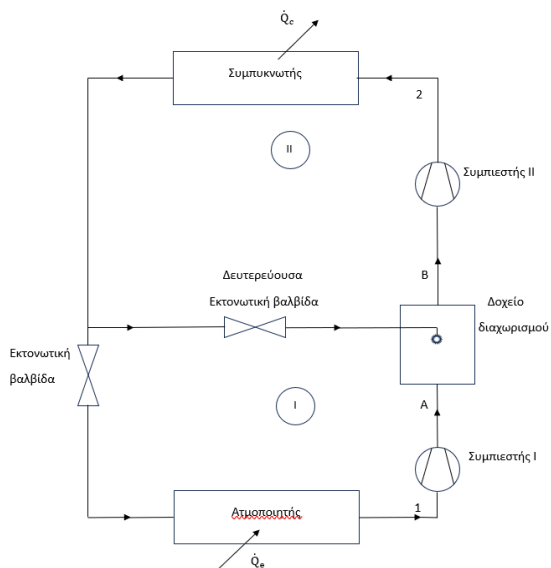 Q̇c
Συμπυκνωτής
2
II
Συμπιεστής II
Δευτερεύουσα
Εκτονωτική βαλβίδα
B
Δοχείο
διαχωρισμού
Εκτονωτική
βαλβίδα
I
A
Συμπιεστής I
Ατμοποιητής
1
Q̇e